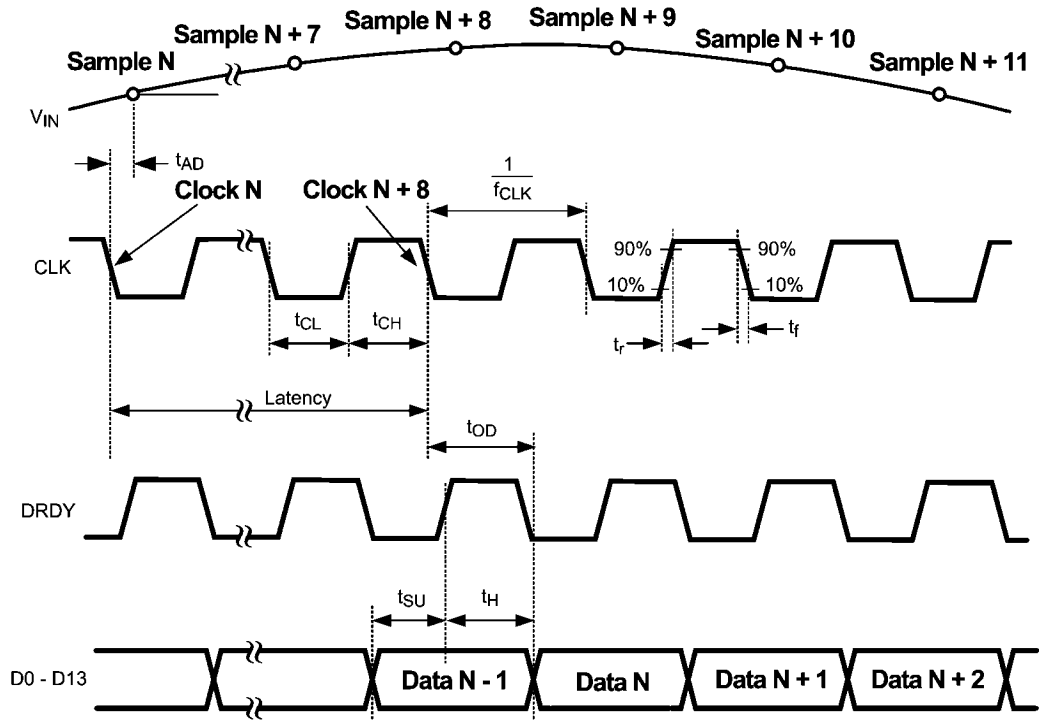 Sample N
Sample N + 7
Sample N + 8
Sample N + 9
Sample N + 10
Sample N + 11
VIN
tAD
Clock N
Clock N + 8
1
fCLK
CLK
90%
10%
90%
10%
tCL
tCH
tr
tf
Latency
tOD
DRDY
tSU
tH
D0 - D13
Data N - 1
Data N
Data N + 1
Data N + 2